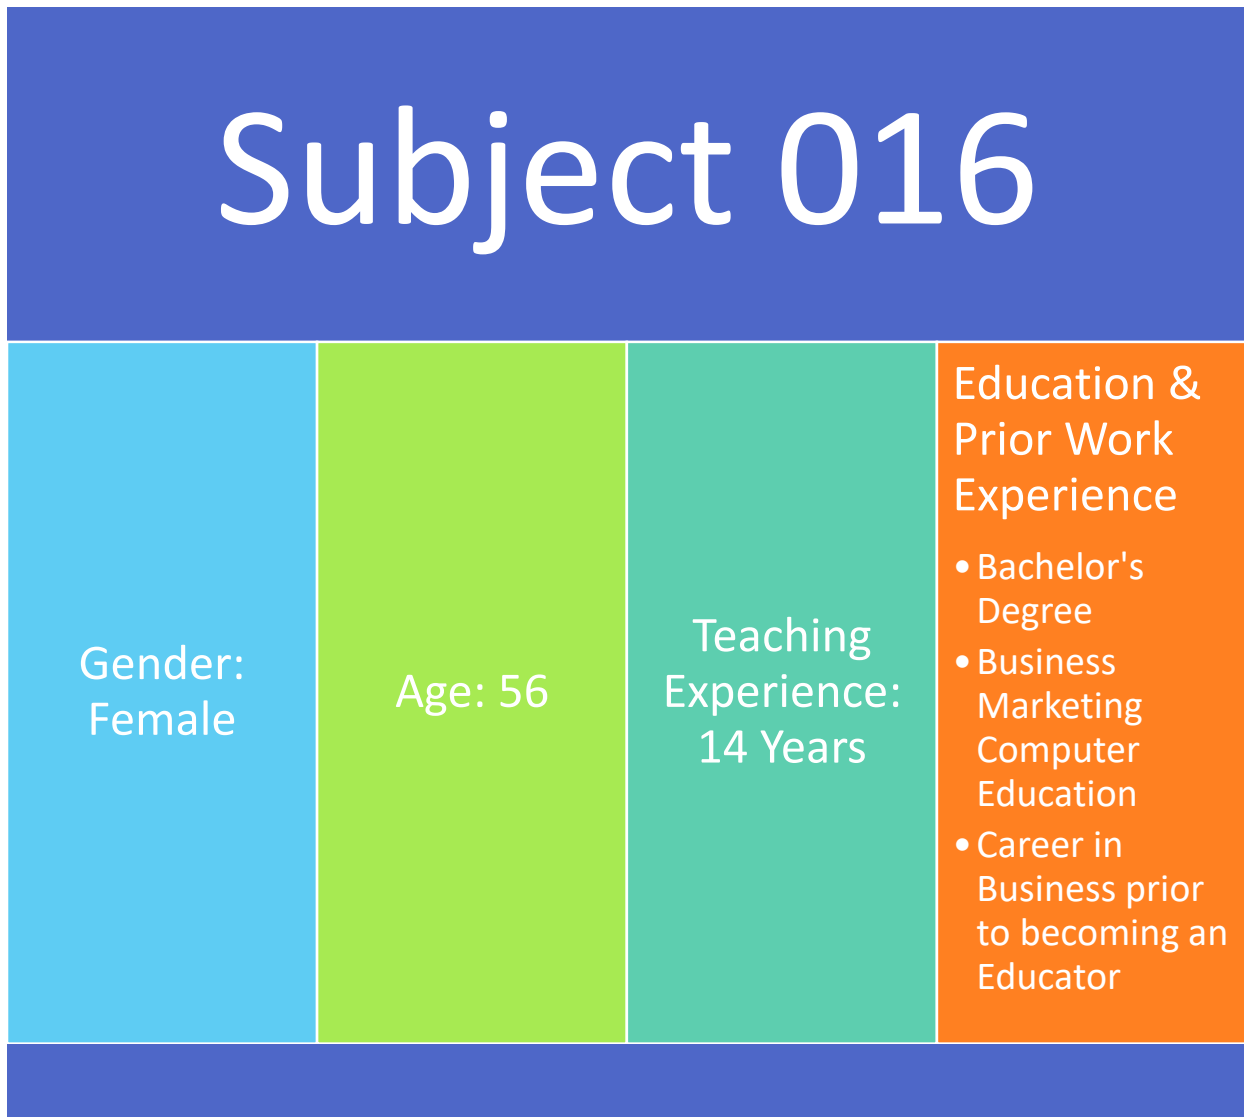 Subject 016
Gender:
Female
Age: 56
Teaching
Experience:
14 Years
Education &
Prior Work
Experience
•Bachelor's
Degree
•Business
Marketing
Computer
Education
•Career in
Business prior
to becoming an
Educator